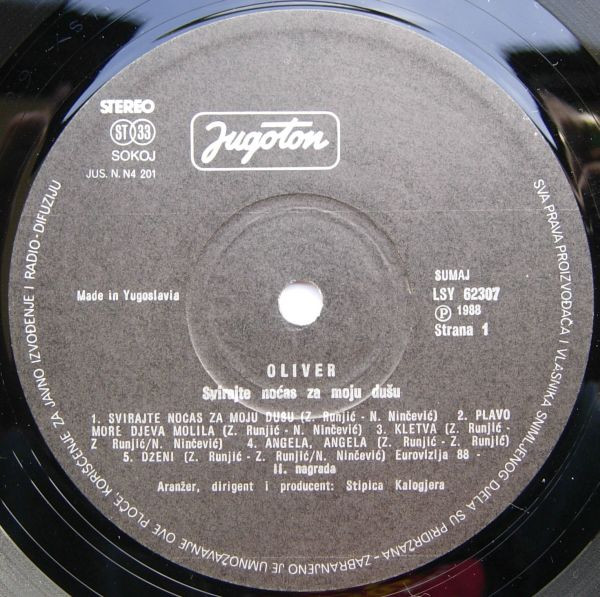 STEREO
ST 33
SOKOJ
JUS. N. N4 201
Jugoton
Made in Yugoslavia
SUMAJ
LSY 62307
Ⓟ 1988
Strana 1
OLIVER
Svirajte noćas za moju dušu
1. SVIRAJTE NOĆAS ZA MOJU DUŠU (Z. Runjić- N. Ninčević) 2. PLAVO
MORE DJEVA MOLILA (Z. Runjić - N. Ninčević) 3. KLETVA (Z. Runjić-
Z Runjić/N. Ninčević) 4. ANGELA, ANGELA (Z. Runjić - Z. Runjić)
5. DŽENI (Z. Runjić - Z. Runjić/N. Ninčević) Eurovizija 88 -
II. nagrada
Aranžer, dirigent i producent: Stipica Kalogjera
SVA PRAVA PROIZVOĐAČA I VLASNIKA SNIMLJENOG DJELA SU PRIDRŽANA - ZABRANJENO JE UMNOŽAVANJE OVE PLOČE, KORIŠĆENJE ZA JAVNO IZVOĐENJE I RADIO-DIFUZIJU